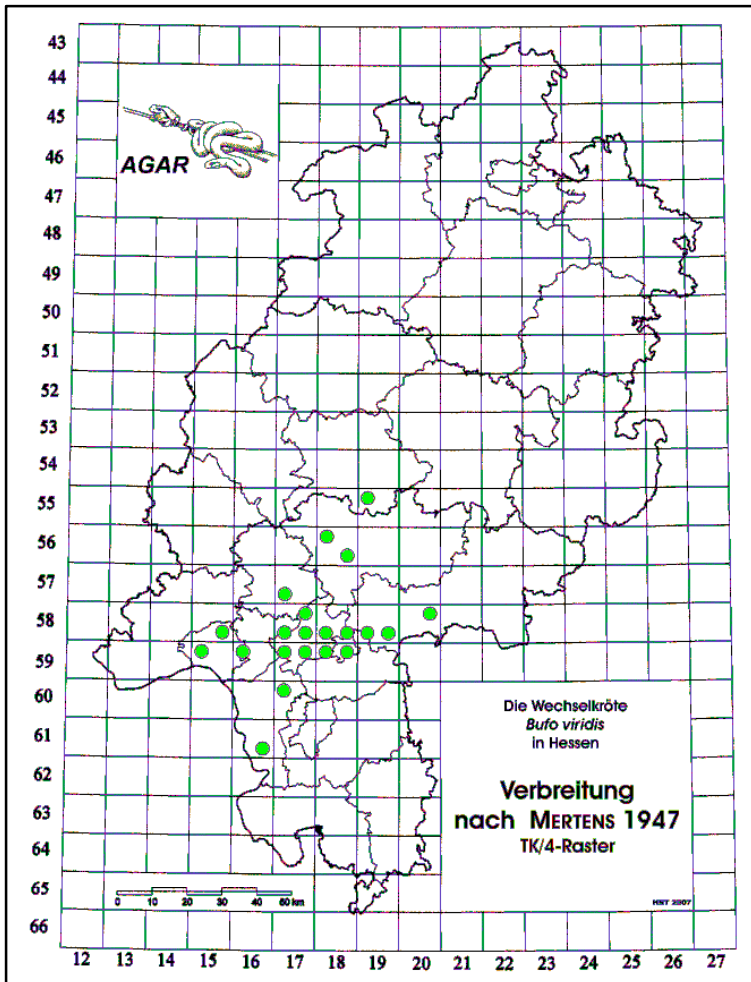 43
44
45
46
47
48
49
50
51
52
53
54
55
56
57
58
59
60
61
62
63
64
65
66
AGAR
Die Wechselkröte
Bufo viridis
in Hessen
Verbreitung
nach MERTENS 1947
TK/4-Raster
0 10 20 30 40 50 km
HST 2007
12 13 14 15 16 17 18 19 20 21 22 23 24 25 26 27